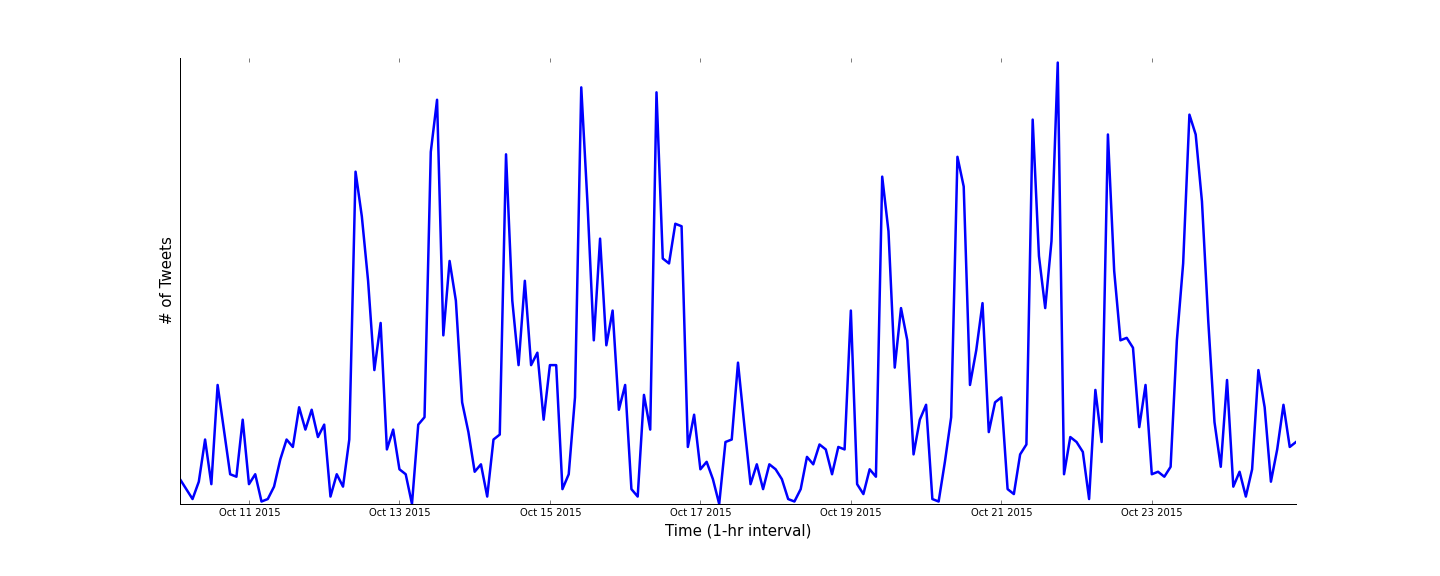 # of Tweets
Oct 11 2015
Oct 13 2015
Oct 15 2015
Oct 17 2015
Oct 19 2015
Oct 21 2015
Oct 23 2015
Time (1-hr interval)